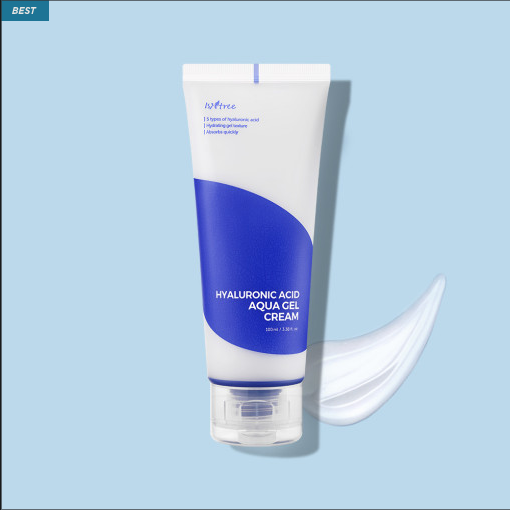 BEST
Isntree
5 types of hyaluronic acid
Hydrating gel texture
Absorbs quickly
HYALURONIC ACID
AQUA GEL
CREAM
100 ml / 3.38 fl. oz